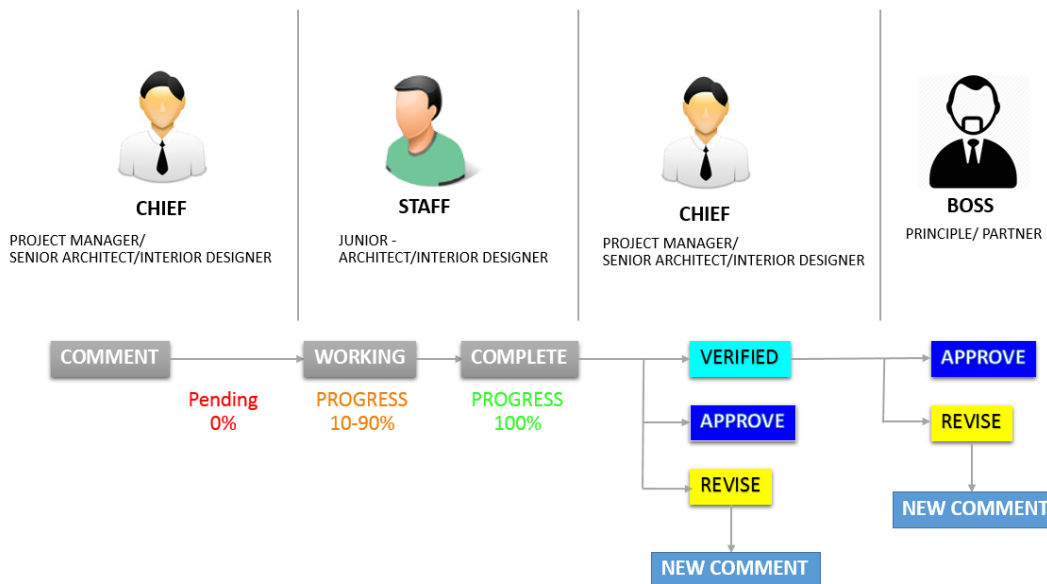 CHIEF
PROJECT MANAGER/
SENIOR ARCHITECT/INTERIOR DESIGNER
STAFF
JUNIOR -
ARCHITECT/INTERIOR DESIGNER
CHIEF
PROJECT MANAGER/
SENIOR ARCHITECT/INTERIOR DESIGNER
BOSS
PRINCIPLE/ PARTNER
COMMENT
Pending
0%
WORKING
PROGRESS
10-90%
COMPLETE
PROGRESS
100%
VERIFIED
APPROVE
REVISE
NEW COMMENT
APPROVE
REVISE
NEW COMMENT